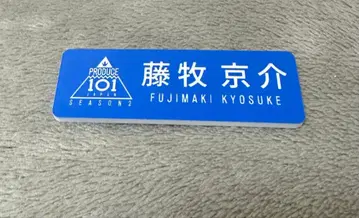 PRODUCE
101
JAPAN
SEASON2
藤牧 京介
FUJIMAKI KYOSUKE